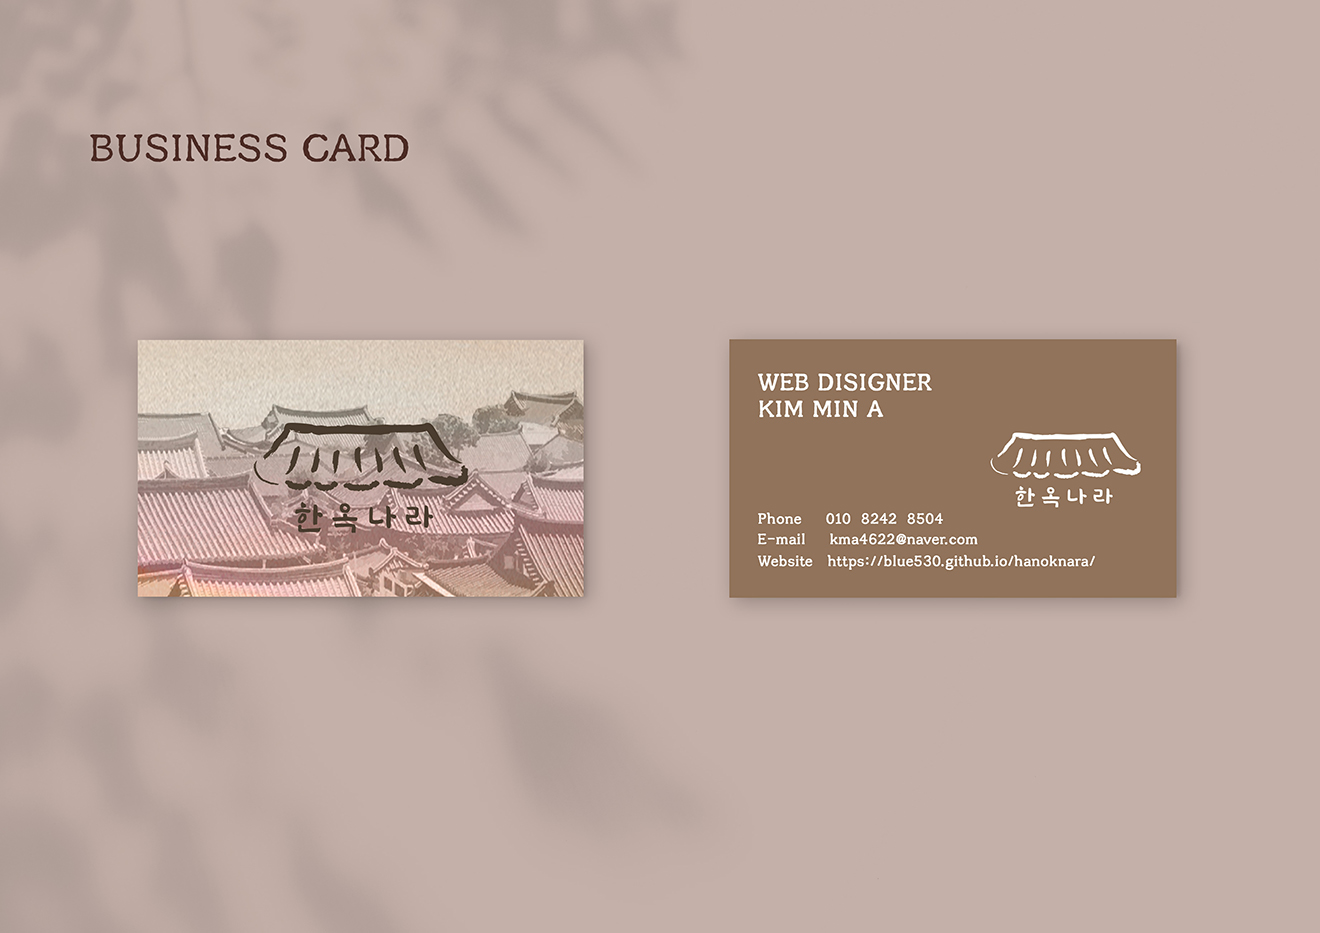 BUSINESS CARD
한옥나라
WEB DISIGNER
KIM MIN A
한옥나라
Phone 010 8242 8504
E-mail kma4622@naver.com
Website https://blue530.github.io/hanoknara/